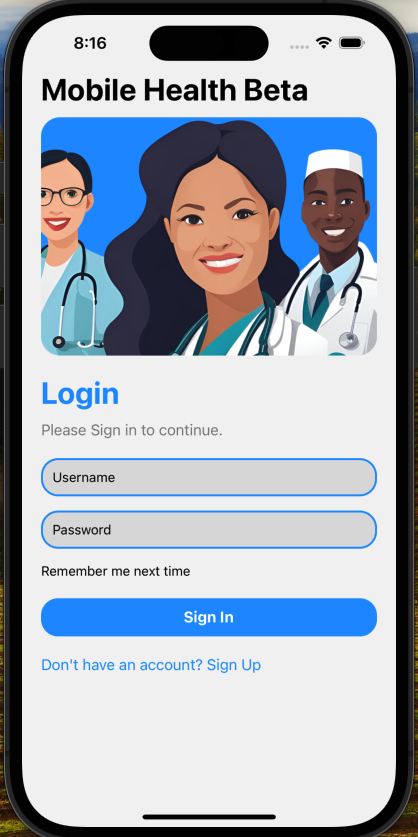 8:16
Mobile Health Beta
Login
Please Sign in to continue.
Username
Password
Remember me next time
Sign In
Don't have an account? Sign Up